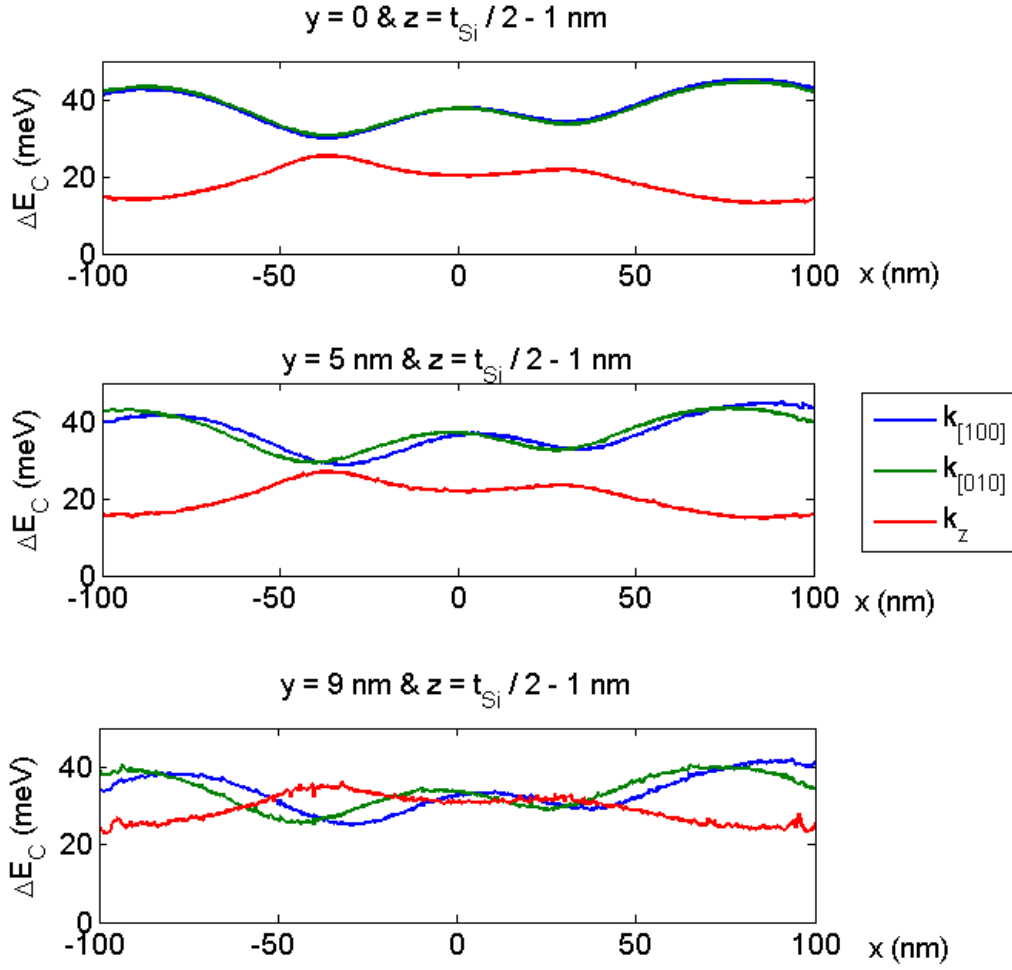 y = 0 & z = t_Si / 2 - 1 nm
ΔE_C (meV)
40
20
0
-100 -50 0 50 100 x (nm)
y = 5 nm & z = t_Si / 2 - 1 nm
ΔE_C (meV)
40
20
0
-100 -50 0 50 100 x (nm)
k_[100]
k_[010]
k_z
y = 9 nm & z = t_Si / 2 - 1 nm
ΔE_C (meV)
40
20
0
-100 -50 0 50 100 x (nm)